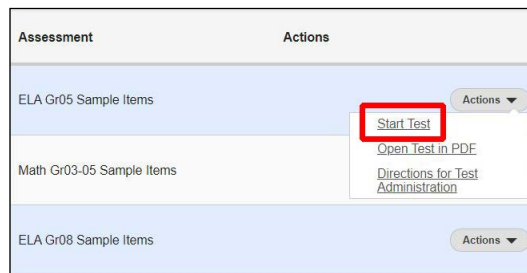 Assessment Actions
ELA Gr05 Sample Items Actions
Start Test
Open Test in PDF
Math Gr03-05 Sample Items
Directions for Test
Administration
ELA Gr08 Sample Items Actions